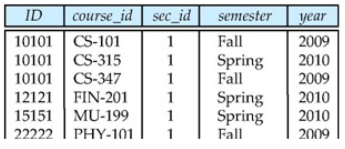 ID course_id sec_id semester year
10101 CS-101 1 Fall 2009
10101 CS-315 1 Spring 2010
10101 CS-347 1 Fall 2009
12121 FIN-201 1 Spring 2010
15151 MU-199 1 Spring 2010
22222 PHY-101 1 Fall 2009